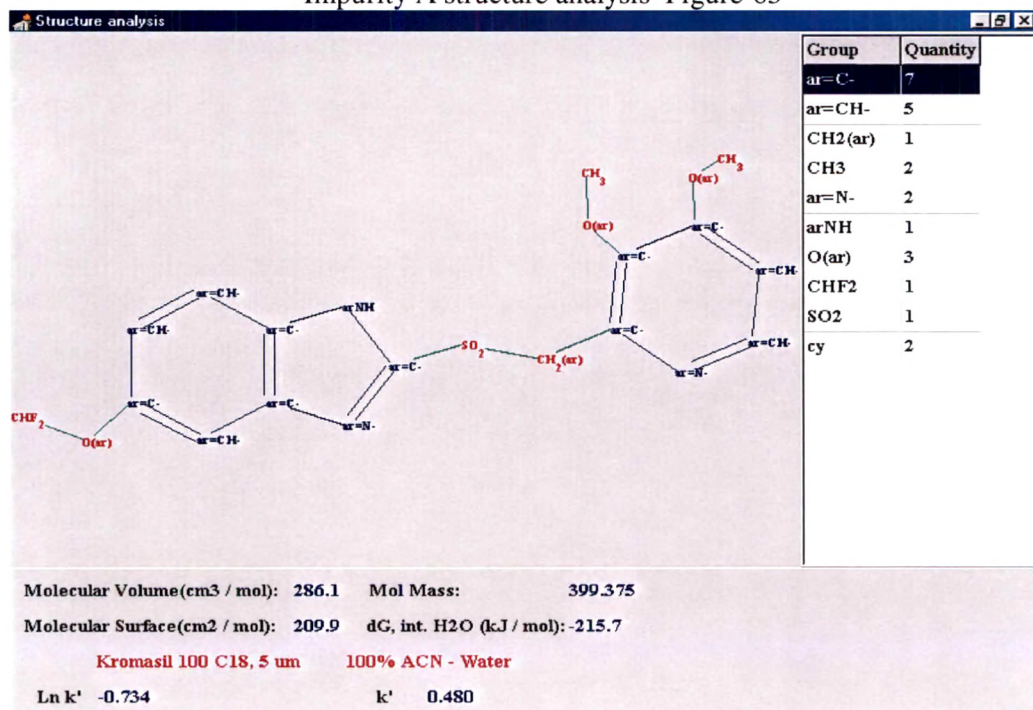 Impurity A structure analysis Figure 63
Structure analysis
Group Quantity
ar=C- 7
ar=CH- 5
CH2(ar) 1
CH3 2
ar=N- 2
arNH 1
O(ar) 3
CHF2 1
SO2 1
cy 2
CH3
CH3
O(ar)
O(ar)
ar=C-
ar=C-
ar=CH-
ar=CH-
arNH
ar=CH-
ar=C-
ar=C-
SO2
CH2(ar)
ar=CH-
ar=C-
ar=N-
ar=C-
ar=C-
ar=N-
CHF2
O(ar)
ar=CH-
Molecular Volume(cm3 / mol): 286.1 Mol Mass: 399.375
Molecular Surface(cm2 / mol): 209.9 dG, int. H2O (kJ / mol): -215.7
Kromasil 100 C18, 5 um 100% ACN - Water
Ln k' -0.734 k' 0.480